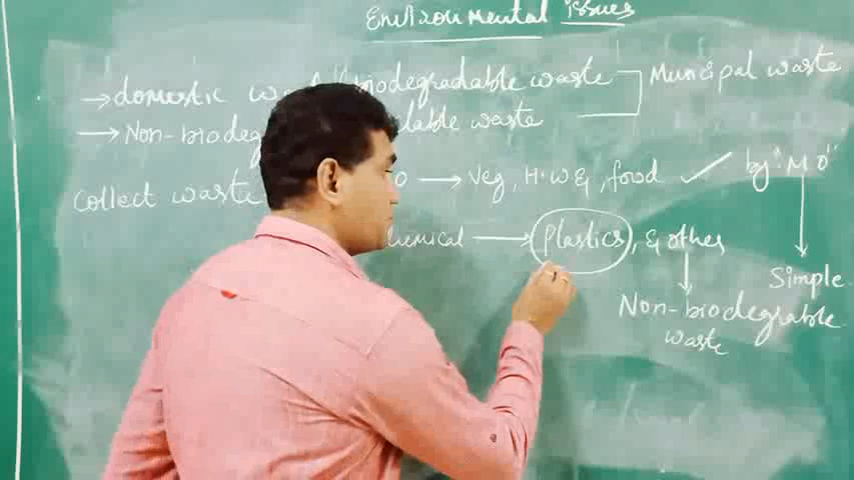 Environmental issues
→ domestic biodegradable waste Municipal waste
→ Non-biodeg dable waste
Collect waste o → Veg, H.W &, food ✓ by "M O"
hemical → Plastics, & other
Simple
Non-biodegrable
waste